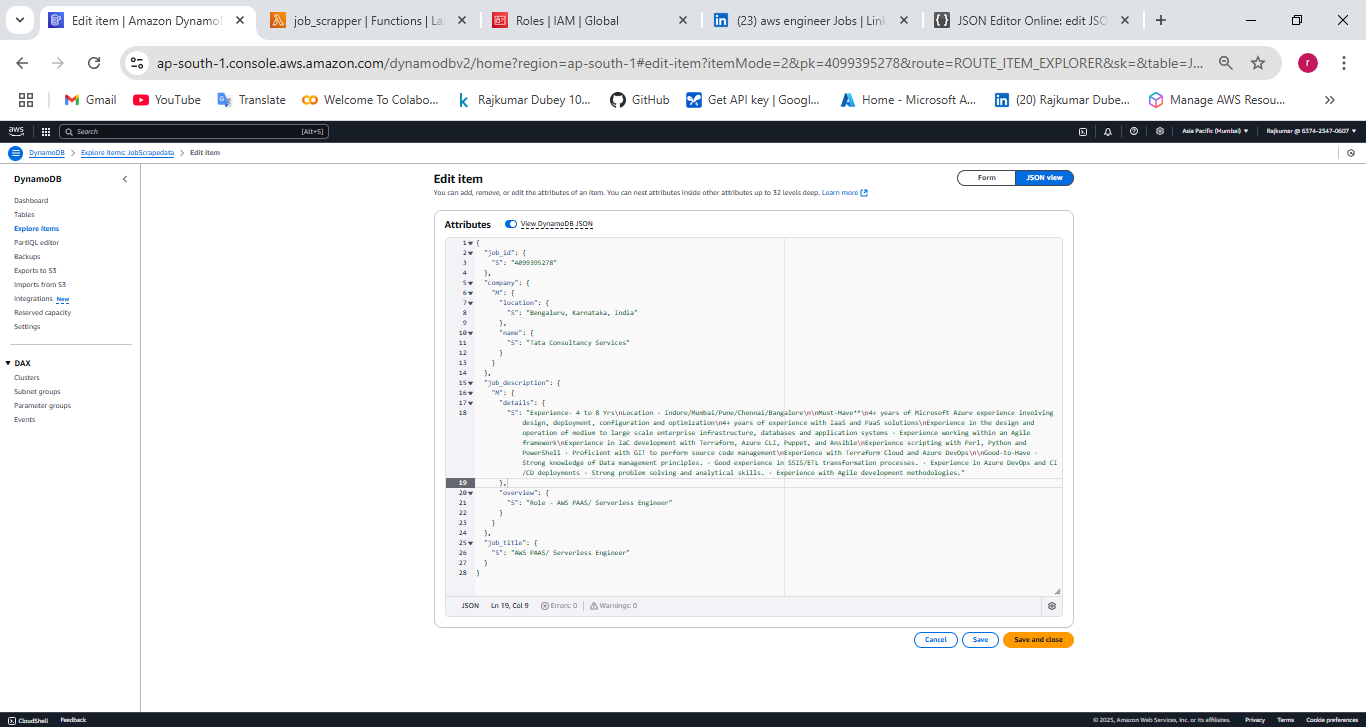 Edit item | Amazon Dynamo
job_scrapper | Functions | La
Roles | IAM | Global
(23) aws engineer Jobs | Link
JSON Editor Online: edit JSO
ap-south-1.console.aws.amazon.com/dynamodbv2/home?region=ap-south-1#edit-item?itemMode=2&pk=4099395278&route=ROUTE_ITEM_EXPLORER&sk=&table=J...
r
Gmail
YouTube
Translate
Welcome To Colabo...
Rajkumar Dubey 10...
GitHub
Get API key | Googl...
Home - Microsoft A...
(20) Rajkumar Dube...
Manage AWS Resou...
aws
Search
[Alt+S]
Asia Pacific (Mumbai)
Rajkumar @ 6374-2347-0607
DynamoDB
Explore items: JobScrapedata
Edit item
DynamoDB
Dashboard
Tables
Explore items
PartiQL editor
Backups
Exports to S3
Imports from S3
Integrations New
Reserved capacity
Settings
DAX
Clusters
Subnet groups
Parameter groups
Events
Edit item
Form
JSON view
You can add, remove, or edit the attributes of an item. You can nest attributes inside other attributes up to 32 levels deep. Learn more
Attributes
View DynamoDB JSON
1 {
2 "job_id": {
3 "S": "4099395278"
4 },
5 "company": {
6 "M": {
7 "location": {
8 "S": "Bengaluru, Karnataka, India"
9 },
10 "name": {
11 "S": "Tata Consultancy Services"
12 }
13 }
14 },
15 "job_description": {
16 "M": {
17 "details": {
18 "S": "Experience- 4 to 8 Yrs\nLocation - Indore/Mumbai/Pune/Chennai/Bangalore\n\nMust-Have**\n4+ years of Microsoft Azure experience involving
design, deployment, configuration and optimization\n4+ years of experience with IaaS and PaaS solutions\nExperience in the design and
operation of medium to large scale enterprise infrastructure, databases and application systems · Experience working within an Agile
framework\nExperience in IaC development with Terraform, Azure CLI, Puppet, and Ansible\nExperience scripting with Perl, Python and
PowerShell · Proficient with GIT to perform source code management\nExperience with Terraform Cloud and Azure DevOps\n\nGood-to-Have ·
Strong knowledge of Data management principles. · Good experience in SSIS/ETL transformation processes. · Experience in Azure DevOps and CI
/CD deployments · Strong problem solving and analytical skills. · Experience with Agile development methodologies."
19 },
20 "overview": {
21 "S": "Role - AWS PAAS/ Serverless Engineer"
22 }
23 }
24 },
25 "job_title": {
26 "S": "AWS PAAS/ Serverless Engineer"
27 }
28 }
JSON
Ln 19, Col 9
Errors: 0
Warnings: 0
Cancel
Save
Save and close
CloudShell
Feedback
© 2025, Amazon Web Services, Inc. or its affiliates.
Privacy
Terms
Cookie preferences